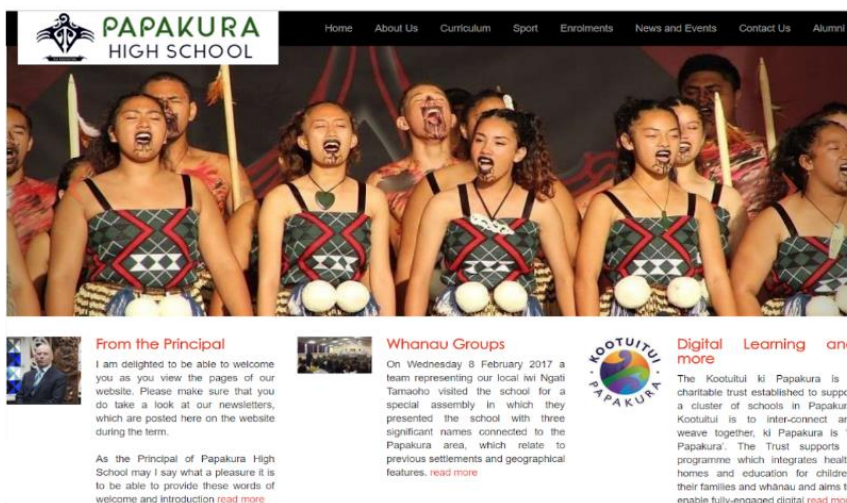 PAPAKURA
HIGH SCHOOL
Home About Us Curriculum Sport Enrolments News and Events Contact Us Alumni
From the Principal
I am delighted to be able to welcome
you as you view the pages of our
website. Please make sure that you
do take a look at our newsletters,
which are posted here on the website
during the term.
As the Principal of Papakura High
School may I say what a pleasure it is
to be able to provide these words of
welcome and introduction read more
Whanau Groups
On Wednesday 8 February 2017 a
team representing our local iwi Ngati
Tamaoho visited the school for a
special assembly in which they
presented the school with three
significant names connected to the
Papakura area, which relate to
previous settlements and geographical
features. read more
KOOTUITUI
PAPAKURA
Digital Learning and
more
The Kootuitui ki Papakura is
charitable trust established to suppo
a cluster of schools in Papakur
Kootuitui is to inter-connect an
weave together, ki Papakura is '
Papakura'. The Trust supports
programme which integrates health
homes and education for childre
their families and whānau and aims t
enable fully-engaged digital read mor